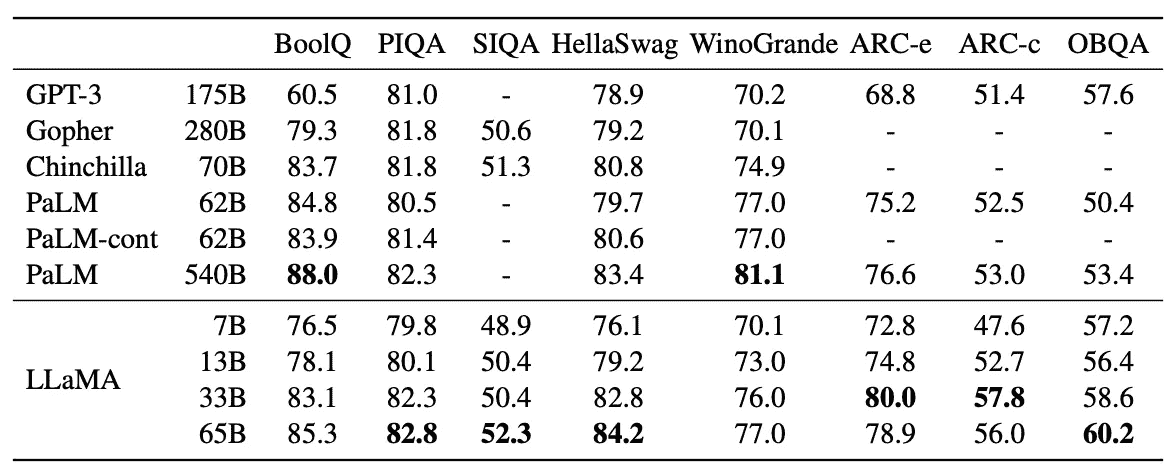 BoolQ PIQA SIQA HellaSwag WinoGrande ARC-e ARC-c OBQA
GPT-3 175B 60.5 81.0 - 78.9 70.2 68.8 51.4 57.6
Gopher 280B 79.3 81.8 50.6 79.2 70.1 - - -
Chinchilla 70B 83.7 81.8 51.3 80.8 74.9 - - -
PaLM 62B 84.8 80.5 - 79.7 77.0 75.2 52.5 50.4
PaLM-cont 62B 83.9 81.4 - 80.6 77.0 - - -
PaLM 540B 88.0 82.3 - 83.4 81.1 76.6 53.0 53.4
LLaMA
7B 76.5 79.8 48.9 76.1 70.1 72.8 47.6 57.2
13B 78.1 80.1 50.4 79.2 73.0 74.8 52.7 56.4
33B 83.1 82.3 50.4 82.8 76.0 80.0 57.8 58.6
65B 85.3 82.8 52.3 84.2 77.0 78.9 56.0 60.2